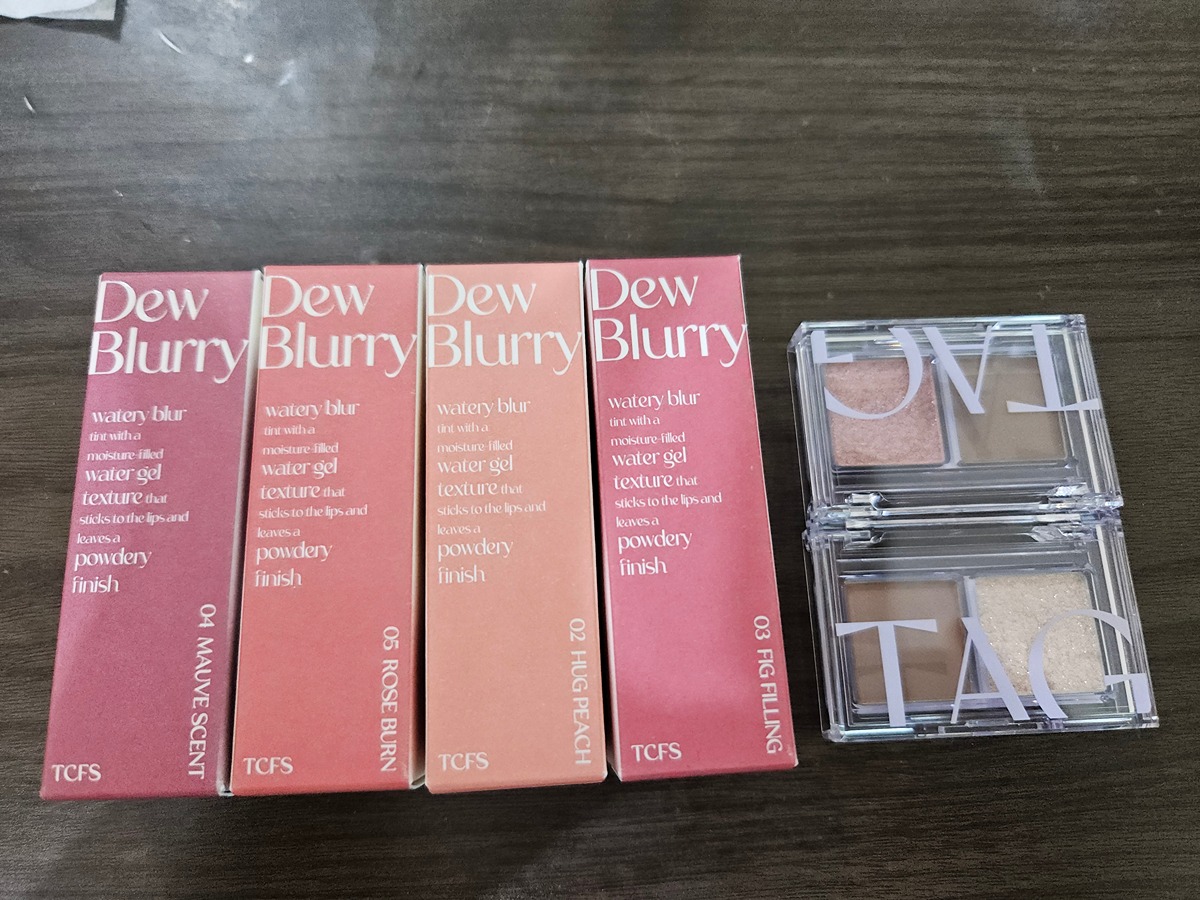 Dew
Blurry
watery blur
tint with a
moisture-filled
water gel
texture that
sticks to the lips and
leaves a
powdery
finish
04 MAUVE SCENT
TCFS
Dew
Blurry
watery blur
tint with a
moisture-filled
water gel
texture that
sticks to the lips and
leaves a
powdery
finish
05 ROSE BURN
TCFS
Dew
Blurry
watery blur
tint with a
moisture-filled
water gel
texture that
sticks to the lips and
leaves a
powdery
finish
02 HUG PEACH
TCFS
Dew
Blurry
watery blur
tint with a
moisture-filled
water gel
texture that
sticks to the lips and
leaves a
powdery
finish
03 FIG FILLING
TCFS
TAG
TAG